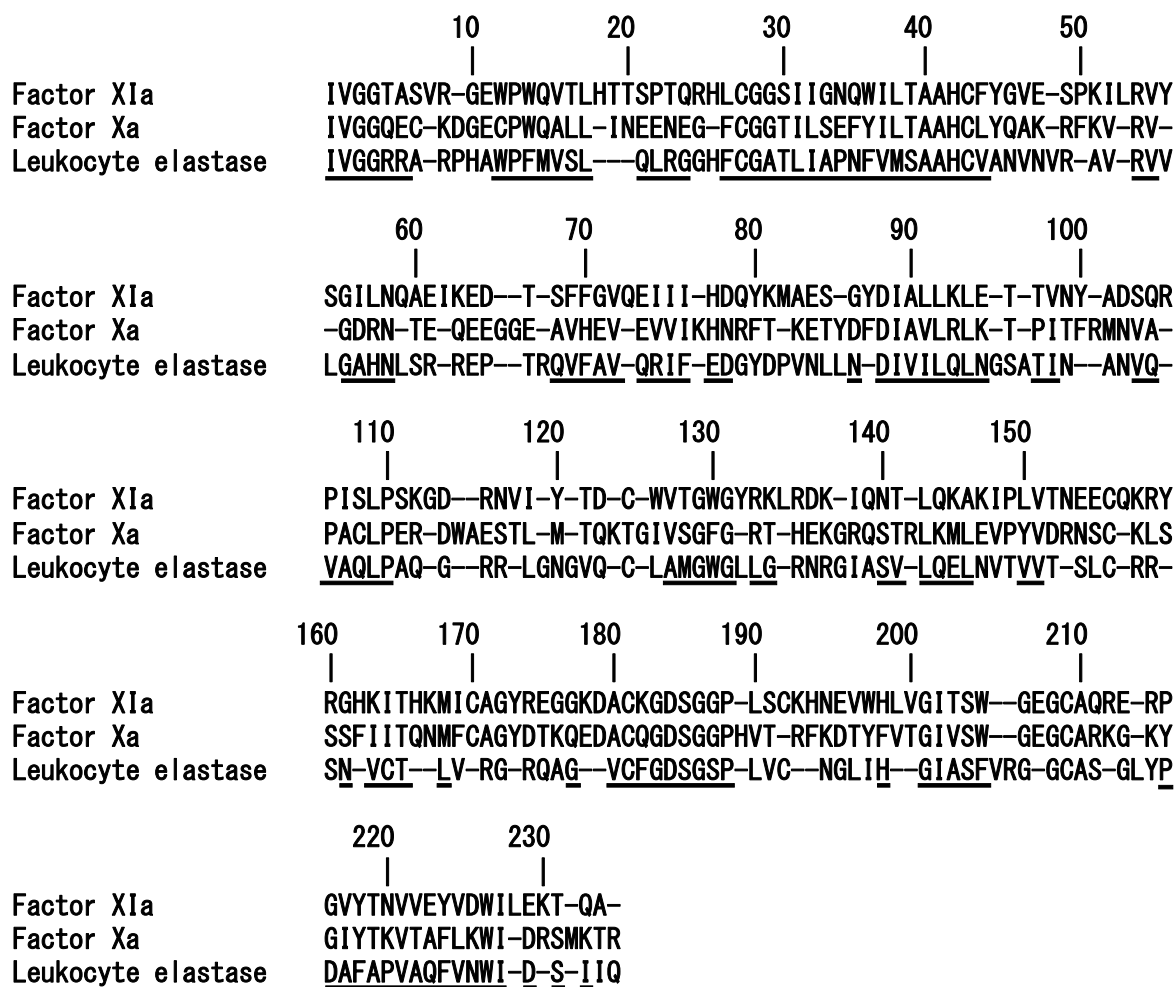 10 20 30 40 50
Factor XIa IVGGTASVR-GEWPWQVTLHTTSPTQRHLCGGSIIGNQWILTAAHCFYGVE-SPKILRVY
Factor Xa IVGGQEC-KDGECPWQALL-INEENEG-FCGGTILSEFYILTAAHCLYQAK-RFKV-RV-
Leukocyte elastase IVGGRRA-RPHAWPFMVSL---QLRGGHFCGATLIAPNFVMSAAHCVANVNVR-AV-RVV
60 70 80 90 100
Factor XIa SGILNQAEIKED--T-SFFGVQEIII-HDQYKMAES-GYDIALLKLE-T-TVNY-ADSQR
Factor Xa -GDRN-TE-QEEGGE-AVHEV-EVVIKHNRFT-KETYDFDIAVLRLK-T-PITFRMNVA-
Leukocyte elastase LGAHNLSR-REP--TRQVFAV-QRIF-EDGYDPVNLLN-DIVILQLNGSATIN--ANVQ-
110 120 130 140 150
Factor XIa PISLPSKGD--RNVI-Y-TD-C-WVTGWGYRKLRDK-IQNT-LQKAKIPLVTNEECQKRY
Factor Xa PACLPER-DWAESTL-M-TQKTGIVSGFG-RT-HEKGRQSTRLKMLEVPYVDRNSC-KLS
Leukocyte elastase VAQLPAQ-G--RR-LGNGVQ-C-LAMGWGLLG-RNRGIASV-LQELNVTVVT-SLC-RR-
160 170 180 190 200 210
Factor XIa RGHKITHKMICAGYREGGKDACKGDSGGP-LSCKHNEVWHLVGITSW--GEGCAQRE-RP
Factor Xa SSFIITQNMFCAGYDTKQEDACQGDSGGPHVT-RFKDTYFVTGIVSW--GEGCARKG-KY
Leukocyte elastase SN-VCT--LV-RG-RQAG--VCFGDSGSP-LVC--NGLIH--GIASFVRG-GCAS-GLYP
220 230
Factor XIa GVYTNVVEYVDWILEKT-QA-
Factor Xa GIYTKVTAFLKWI-DRSMKTR
Leukocyte elastase DAFAPVAQFVNWI-D-S-IIQ